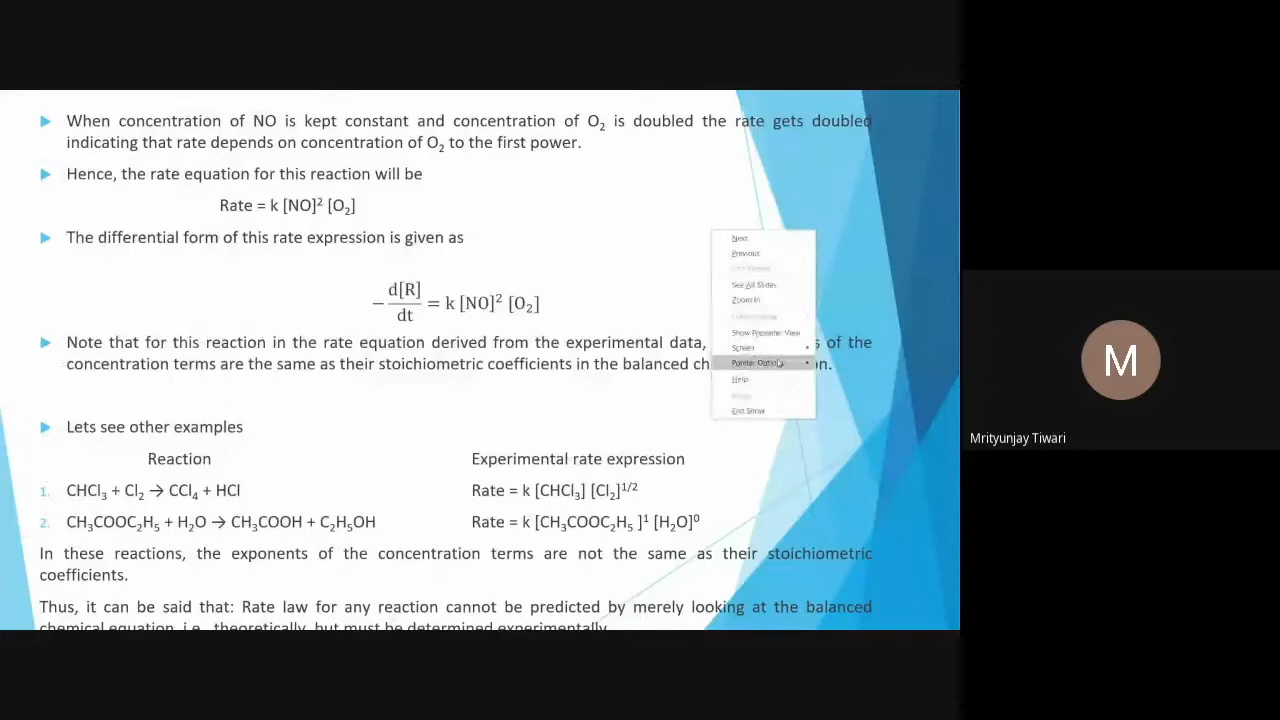 When concentration of NO is kept constant and concentration of O₂ is doubled the rate gets doubled
indicating that rate depends on concentration of O₂ to the first power.
Hence, the rate equation for this reaction will be
Rate = k [NO]² [O₂]
The differential form of this rate expression is given as
− d[R]/dt = k [NO]² [O₂]
Note that for this reaction in the rate equation derived from the experimental data, s of the
concentration terms are the same as their stoichiometric coefficients in the balanced ch n.
Next
Previous
See All Slides
Zoom In
Show Presenter View
Screen
Pointer Options
Help
End Show
Lets see other examples
Reaction Experimental rate expression
1. CHCl₃ + Cl₂ → CCl₄ + HCl Rate = k [CHCl₃] [Cl₂]^1/2
2. CH₃COOC₂H₅ + H₂O → CH₃COOH + C₂H₅OH Rate = k [CH₃COOC₂H₅ ]¹ [H₂O]⁰
In these reactions, the exponents of the concentration terms are not the same as their stoichiometric
coefficients.
Thus, it can be said that: Rate law for any reaction cannot be predicted by merely looking at the balanced
chemical equation, i.e., theoretically, but must be determined experimentally.
M
Mrityunjay Tiwari